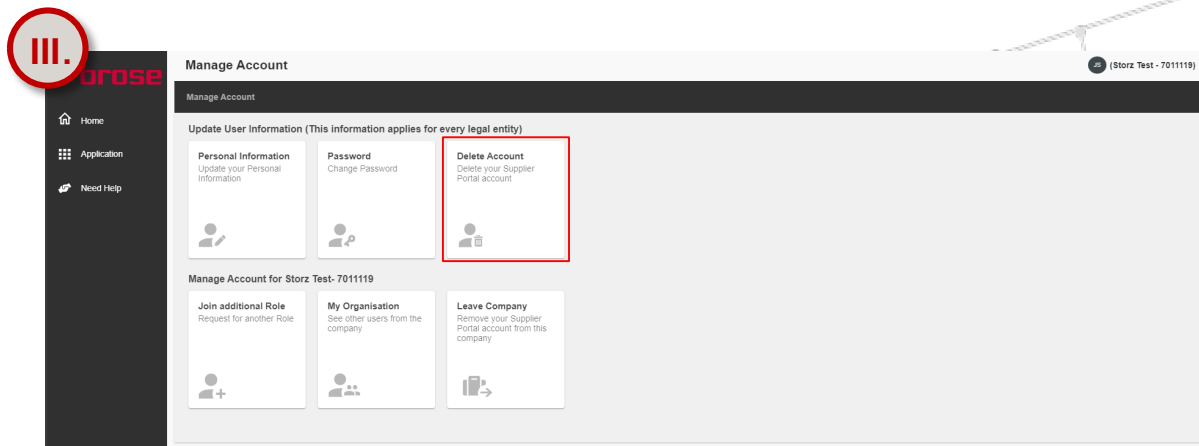 III.
rose
Manage Account
JS (Storz Test - 7011119)
Manage Account
Home
Application
Need Help
Update User Information (This information applies for every legal entity)
Personal Information
Update your Personal
Information
Password
Change Password
Delete Account
Delete your Supplier
Portal account
Manage Account for Storz Test- 7011119
Join additional Role
Request for another Role
My Organisation
See other users from the
company
Leave Company
Remove your Supplier
Portal account from this
company